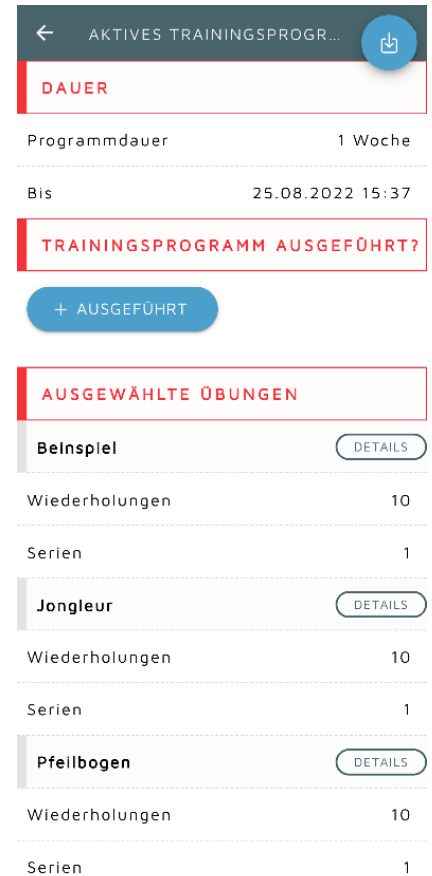 AKTIVES TRAININGSPROGR...
DAUER
Programmdauer 1 Woche
Bis 25.08.2022 15:37
TRAININGSPROGRAMM AUSGEFÜHRT?
+ AUSGEFÜHRT
AUSGEWÄHLTE ÜBUNGEN
Beinspiel DETAILS
Wiederholungen 10
Serien 1
Jongleur DETAILS
Wiederholungen 10
Serien 1
Pfeilbogen DETAILS
Wiederholungen 10
Serien 1